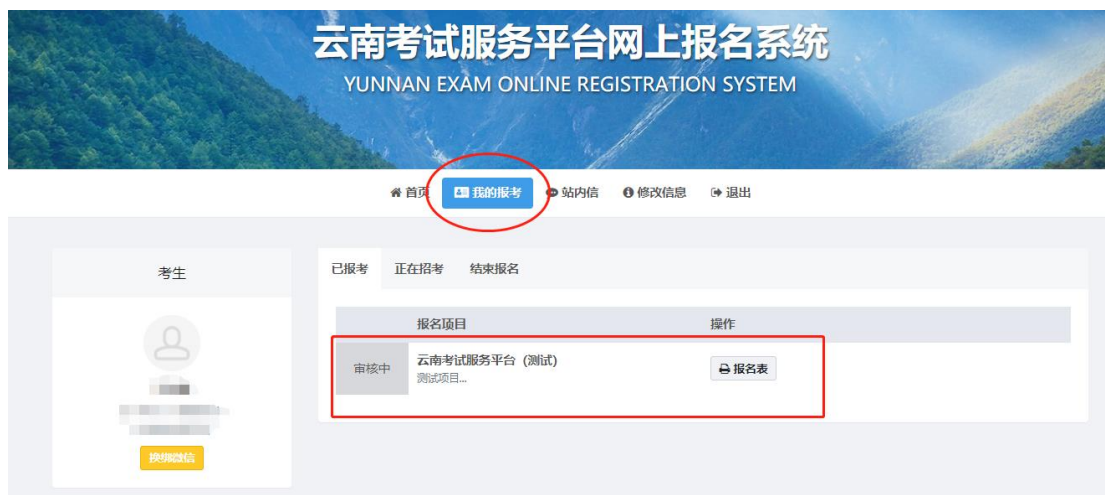 云南考试服务平台网上报名系统
YUNNAN EXAM ONLINE REGISTRATION SYSTEM
首页 我的报考 站内信 修改信息 退出
考生
已报考 正在招考 结束报名
报名项目 操作
审核中 云南考试服务平台（测试） 报名表
测试项目...
换绑微信